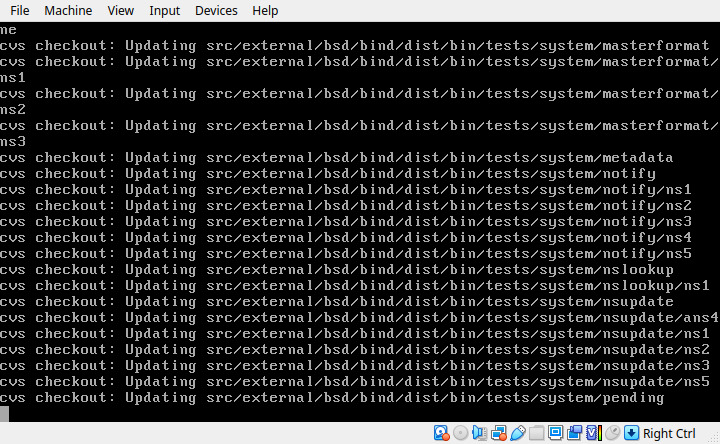 File Machine View Input Devices Help
me
cvs checkout: Updating src/external/bsd/bind/dist/bin/tests/system/masterformat
cvs checkout: Updating src/external/bsd/bind/dist/bin/tests/system/masterformat/
ns1
cvs checkout: Updating src/external/bsd/bind/dist/bin/tests/system/masterformat/
ns2
cvs checkout: Updating src/external/bsd/bind/dist/bin/tests/system/masterformat/
ns3
cvs checkout: Updating src/external/bsd/bind/dist/bin/tests/system/metadata
cvs checkout: Updating src/external/bsd/bind/dist/bin/tests/system/notify
cvs checkout: Updating src/external/bsd/bind/dist/bin/tests/system/notify/ns1
cvs checkout: Updating src/external/bsd/bind/dist/bin/tests/system/notify/ns2
cvs checkout: Updating src/external/bsd/bind/dist/bin/tests/system/notify/ns3
cvs checkout: Updating src/external/bsd/bind/dist/bin/tests/system/notify/ns4
cvs checkout: Updating src/external/bsd/bind/dist/bin/tests/system/notify/ns5
cvs checkout: Updating src/external/bsd/bind/dist/bin/tests/system/nslookup
cvs checkout: Updating src/external/bsd/bind/dist/bin/tests/system/nslookup/ns1
cvs checkout: Updating src/external/bsd/bind/dist/bin/tests/system/nsupdate
cvs checkout: Updating src/external/bsd/bind/dist/bin/tests/system/nsupdate/ans4
cvs checkout: Updating src/external/bsd/bind/dist/bin/tests/system/nsupdate/ns1
cvs checkout: Updating src/external/bsd/bind/dist/bin/tests/system/nsupdate/ns2
cvs checkout: Updating src/external/bsd/bind/dist/bin/tests/system/nsupdate/ns3
cvs checkout: Updating src/external/bsd/bind/dist/bin/tests/system/nsupdate/ns5
cvs checkout: Updating src/external/bsd/bind/dist/bin/tests/system/pending
Right Ctrl